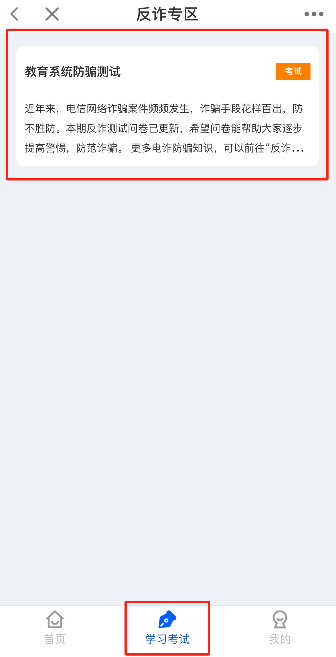 反诈专区
教育系统防骗测试
考试
近年来，电信网络诈骗案件频频发生，诈骗手段花样百出，防
不胜防。本期反诈测试问卷已更新，希望问卷能帮助大家逐步
提高警惕，防范诈骗。 更多电诈防骗知识，可以前往“反诈...
首页
学习考试
我的